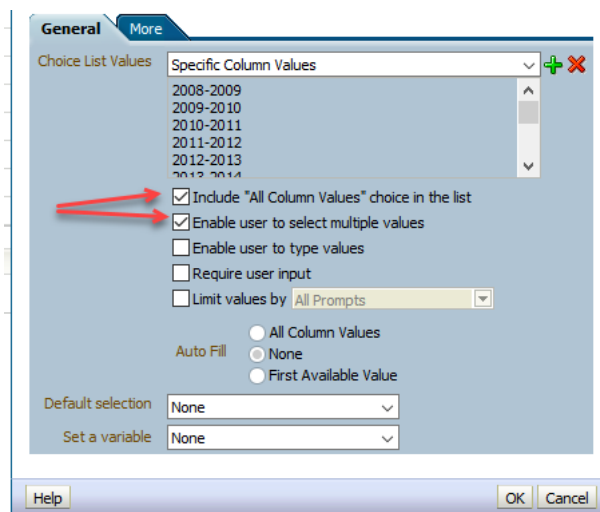 General More
Choice List Values Specific Column Values
2008-2009
2009-2010
2010-2011
2011-2012
2012-2013
2013-2014
Include "All Column Values" choice in the list
Enable user to select multiple values
Enable user to type values
Require user input
Limit values by All Prompts
All Column Values
Auto Fill None
First Available Value
Default selection None
Set a variable None
Help OK Cancel